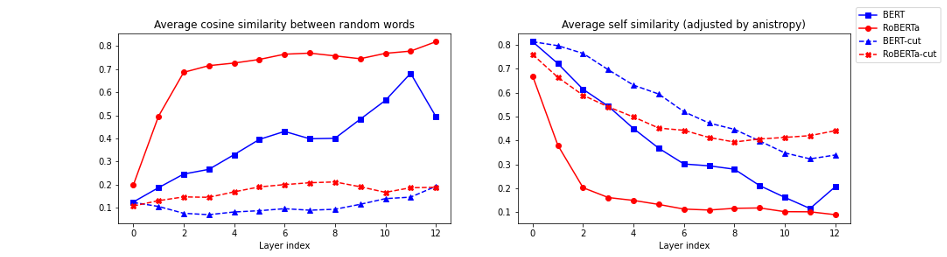 Average cosine similarity between random words
0.8
0.7
0.6
0.5
0.4
0.3
0.2
0.1
0 2 4 6 8 10 12
Layer index
Average self similarity (adjusted by anistropy)
0.8
0.7
0.6
0.5
0.4
0.3
0.2
0.1
0 2 4 6 8 10 12
Layer index
BERT
RoBERTa
BERT-cut
RoBERTa-cut